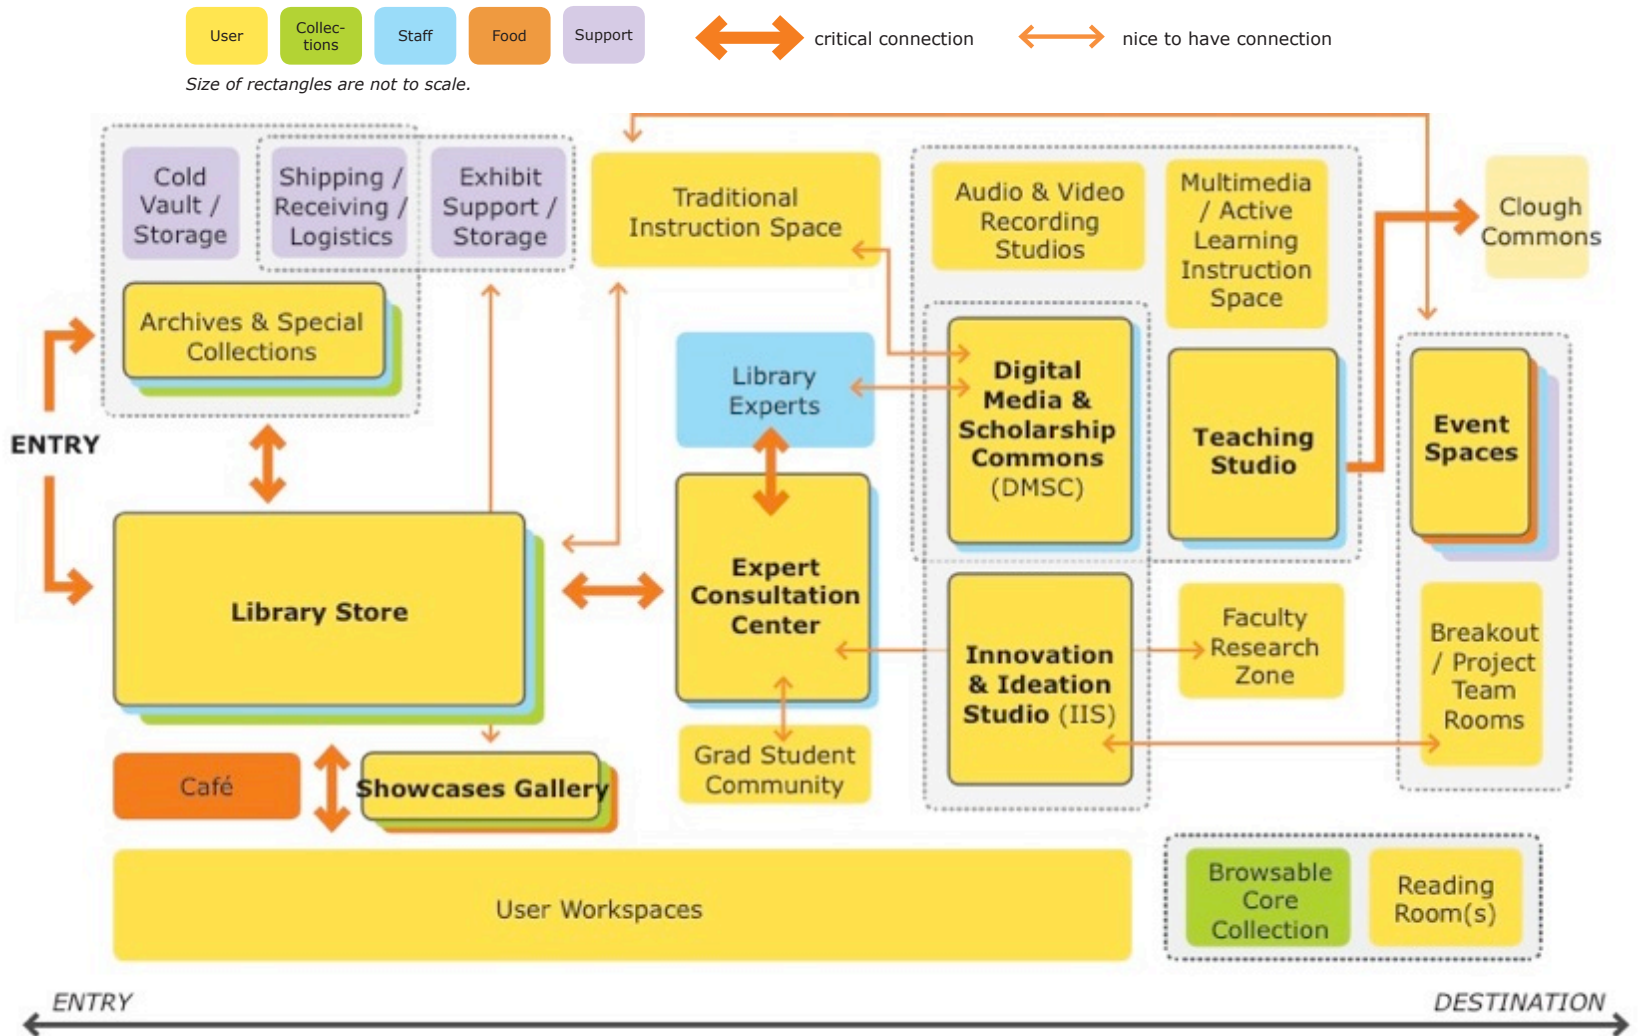 User
Collec-
tions
Staff
Food
Support
critical connection
nice to have connection
Size of rectangles are not to scale.
Cold
Vault /
Storage
Shipping /
Receiving /
Logistics
Exhibit
Support /
Storage
Traditional
Instruction Space
Audio & Video
Recording
Studios
Multimedia
/ Active
Learning
Instruction
Space
Clough
Commons
Archives & Special
Collections
ENTRY
Library
Experts
Digital
Media &
Scholarship
Commons
(DMSC)
Teaching
Studio
Event
Spaces
Library Store
Expert
Consultation
Center
Innovation
& Ideation
Studio (IIS)
Faculty
Research
Zone
Breakout
/ Project
Team
Rooms
Café
Showcases Gallery
Grad Student
Community
User Workspaces
Browsable
Core
Collection
Reading
Room(s)
ENTRY
DESTINATION